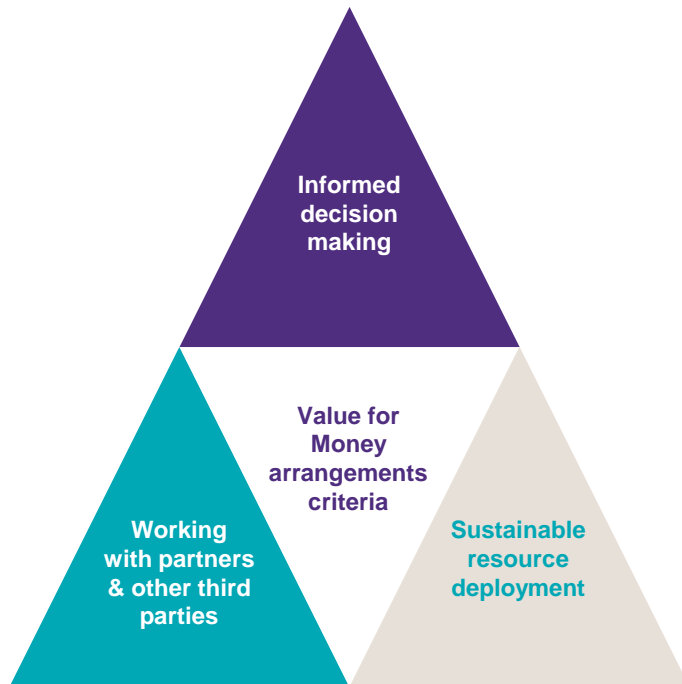 Informed
decision
making
Value for
Money
arrangements
criteria
Working
with partners
& other third
parties
Sustainable
resource
deployment